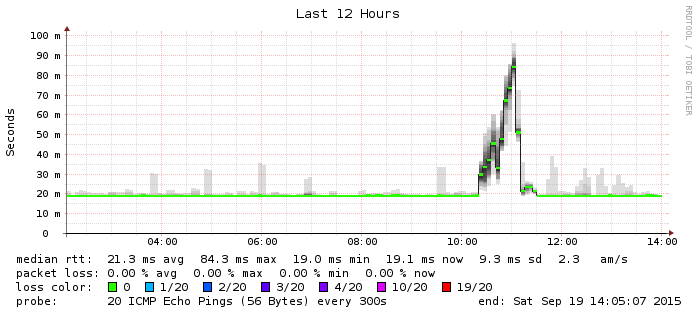 Last 12 Hours
RRDTOOL / TOBI OETIKER
Seconds
100 m
90 m
80 m
70 m
60 m
50 m
40 m
30 m
20 m
10 m
0
04:00 06:00 08:00 10:00 12:00 14:00
median rtt: 21.3 ms avg 84.3 ms max 19.0 ms min 19.1 ms now 9.3 ms sd 2.3 am/s
packet loss: 0.00 % avg 0.00 % max 0.00 % min 0.00 % now
loss color: 0 1/20 2/20 3/20 4/20 10/20 19/20
probe: 20 ICMP Echo Pings (56 Bytes) every 300s end: Sat Sep 19 14:05:07 2015